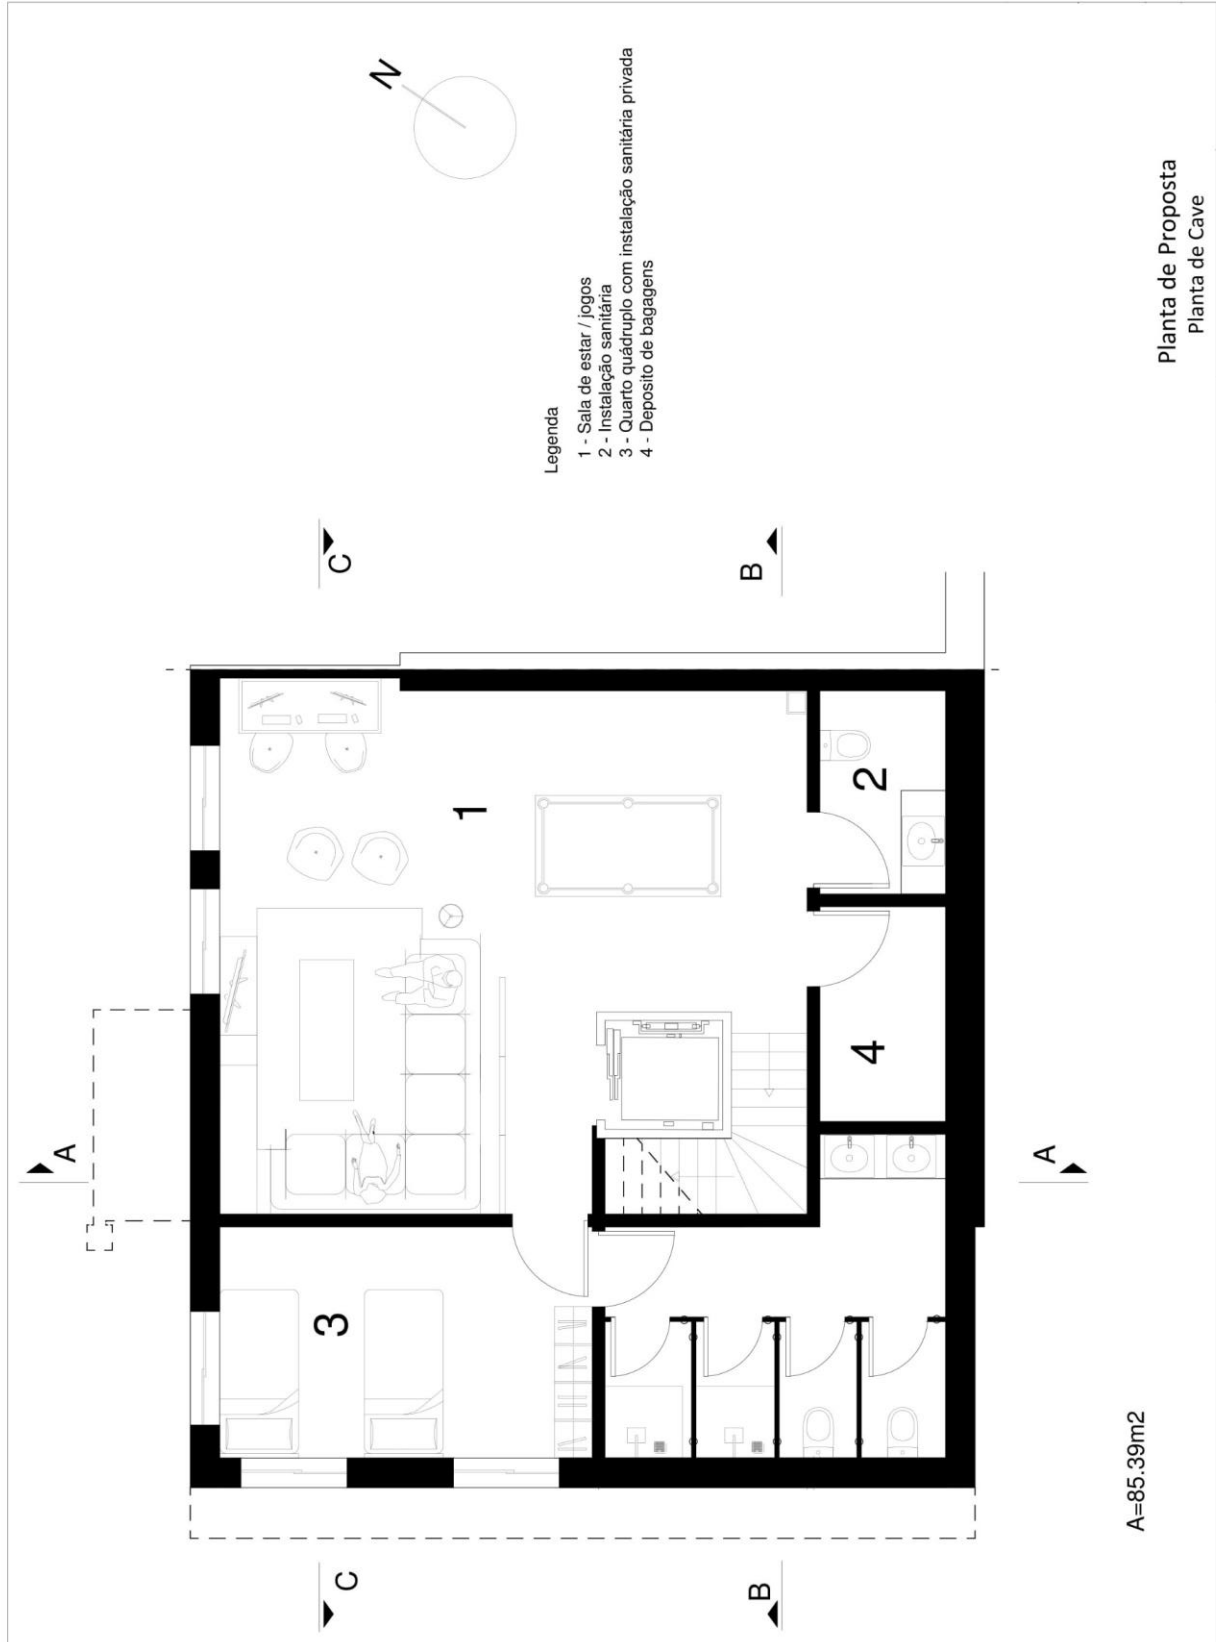 N
Legenda
1 - Sala de estar / jogos
2 - Instalação sanitária
3 - Quarto quádruplo com instalação sanitária privada
4 - Deposito de bagagens
C
B
1
2
4
A
A
3
C
B
A=85.39m2
Planta de Proposta
Planta de Cave